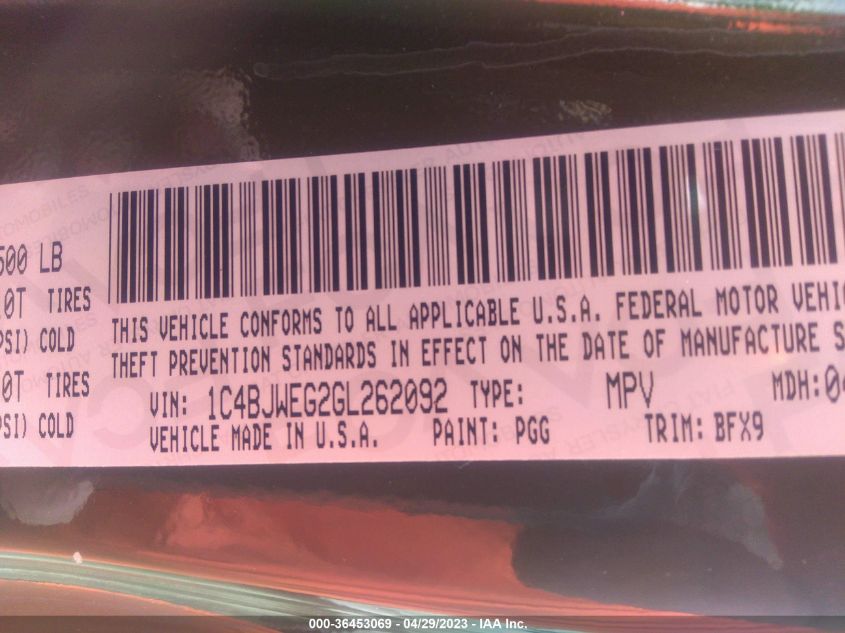 500 LB
0T TIRES
PSI) COLD
0T TIRES
PSI) COLD
THIS VEHICLE CONFORMS TO ALL APPLICABLE U.S.A. FEDERAL MOTOR VEHIC
THEFT PREVENTION STANDARDS IN EFFECT ON THE DATE OF MANUFACTURE S
VIN: 1C4BJWEG2GL262092 TYPE: MPV MDH:04
VEHICLE MADE IN U.S.A. PAINT: PGG TRIM: BFX9
000-36453069 - 04/29/2023 - IAA Inc.